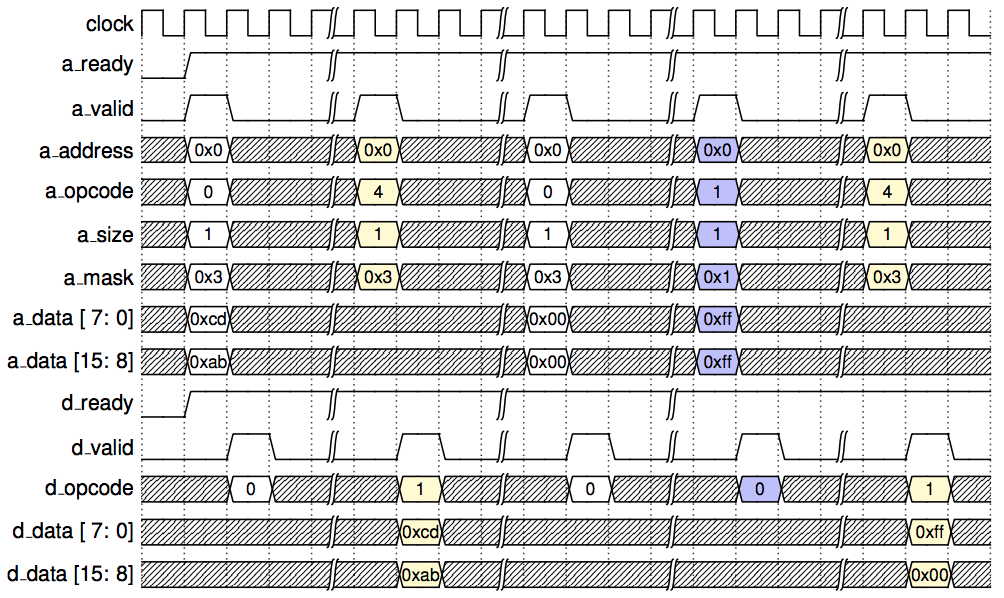 clock
a_ready
a_valid
a_address 0x0 0x0 0x0 0x0 0x0
a_opcode 0 4 0 1 4
a_size 1 1 1 1 1
a_mask 0x3 0x3 0x3 0x1 0x3
a_data [ 7: 0] 0xcd 0x00 0xff
a_data [15: 8] 0xab 0x00 0xff
d_ready
d_valid
d_opcode 0 1 0 0 1
d_data [ 7: 0] 0xcd 0xff
d_data [15: 8] 0xab 0x00